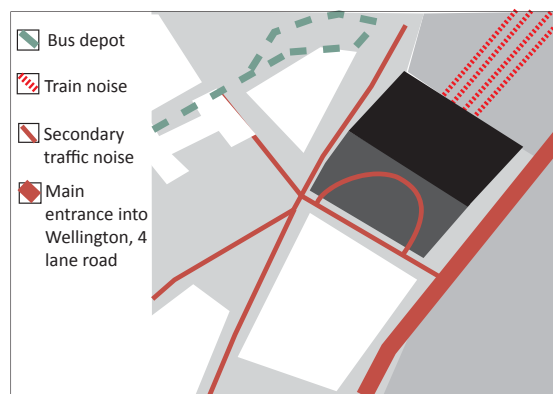 Bus depot
Train noise
Secondary
traffic noise
Main
entrance into
Wellington, 4
lane road